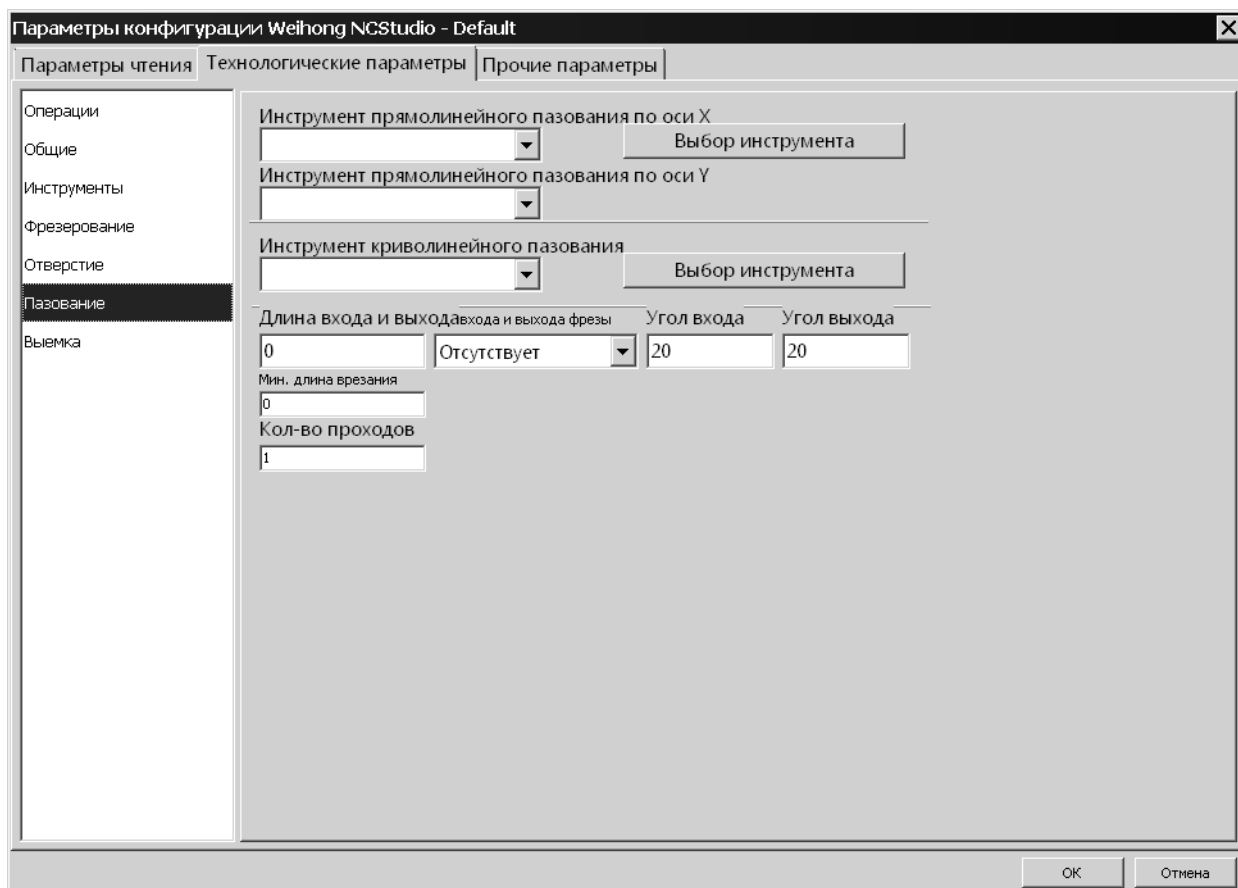 Параметры конфигурации Weihong NCStudio - Default
Параметры чтения Технологические параметры Прочие параметры
Операции
Общие
Инструменты
Фрезерование
Отверстие
Пазование
Выемка
Инструмент прямолинейного пазования по оси X
Выбор инструмента
Инструмент прямолинейного пазования по оси Y
Инструмент криволинейного пазования
Выбор инструмента
Длина входа и выхода входа и выхода фрезы Угол входа Угол выхода
0 Отсутствует 20 20
Мин. длина врезания
0
Кол-во проходов
1
ОК Отмена